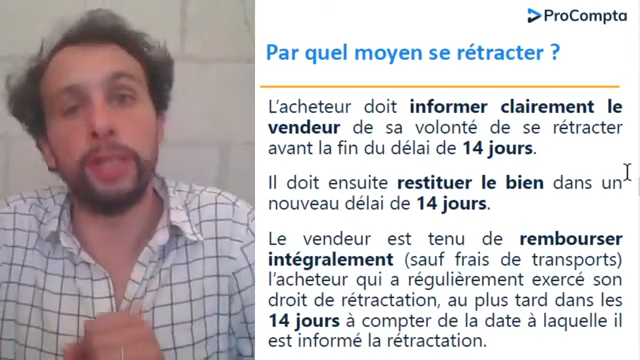 ProCompta
Par quel moyen se rétracter ?
L’acheteur doit informer clairement le
vendeur de sa volonté de se rétracter
avant la fin du délai de 14 jours.
Il doit ensuite restituer le bien dans un
nouveau délai de 14 jours.
Le vendeur est tenu de rembourser
intégralement (sauf frais de transports)
l’acheteur qui a régulièrement exercé son
droit de rétractation, au plus tard dans les
14 jours à compter de la date à laquelle il
est informé la rétractation.